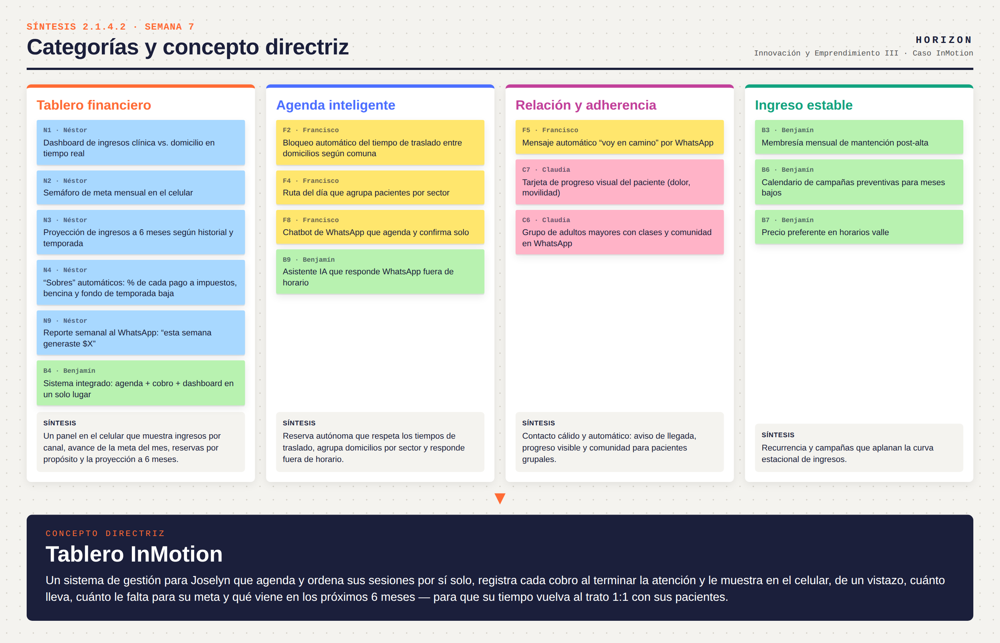 SÍNTESIS 2.1.4.2 · SEMANA 7
Categorías y concepto directriz
HORIZON
Innovación y Emprendimiento III · Caso InMotion
Tablero financiero
N1 · Néstor
Dashboard de ingresos clínica vs. domicilio en
tiempo real
N2 · Néstor
Semáforo de meta mensual en el celular
N3 · Néstor
Proyección de ingresos a 6 meses según historial y
temporada
N4 · Néstor
“Sobres” automáticos: % de cada pago a impuestos,
bencina y fondo de temporada baja
N9 · Néstor
Reporte semanal al WhatsApp: “esta semana
generaste $X”
B4 · Benjamín
Sistema integrado: agenda + cobro + dashboard en
un solo lugar
SÍNTESIS
Un panel en el celular que muestra ingresos por
canal, avance de la meta del mes, reservas por
propósito y la proyección a 6 meses.
Agenda inteligente
F2 · Francisco
Bloqueo automático del tiempo de traslado entre
domicilios según comuna
F4 · Francisco
Ruta del día que agrupa pacientes por sector
F8 · Francisco
Chatbot de WhatsApp que agenda y confirma solo
B9 · Benjamín
Asistente IA que responde WhatsApp fuera de
horario
SÍNTESIS
Reserva autónoma que respeta los tiempos de
traslado, agrupa domicilios por sector y responde
fuera de horario.
Relación y adherencia
F5 · Francisco
Mensaje automático “voy en camino” por WhatsApp
C7 · Claudia
Tarjeta de progreso visual del paciente (dolor,
movilidad)
C6 · Claudia
Grupo de adultos mayores con clases y comunidad
en WhatsApp
SÍNTESIS
Contacto cálido y automático: aviso de llegada,
progreso visible y comunidad para pacientes
grupales.
Ingreso estable
B3 · Benjamín
Membresía mensual de mantención post-alta
B6 · Benjamín
Calendario de campañas preventivas para meses
bajos
B7 · Benjamín
Precio preferente en horarios valle
SÍNTESIS
Recurrencia y campañas que aplanan la curva
estacional de ingresos.
CONCEPTO DIRECTRIZ
Tablero InMotion
Un sistema de gestión para Joselyn que agenda y ordena sus sesiones por sí solo, registra cada cobro al terminar la atención y le muestra en el celular, de un vistazo, cuánto
lleva, cuánto le falta para su meta y qué viene en los próximos 6 meses — para que su tiempo vuelva al trato 1:1 con sus pacientes.